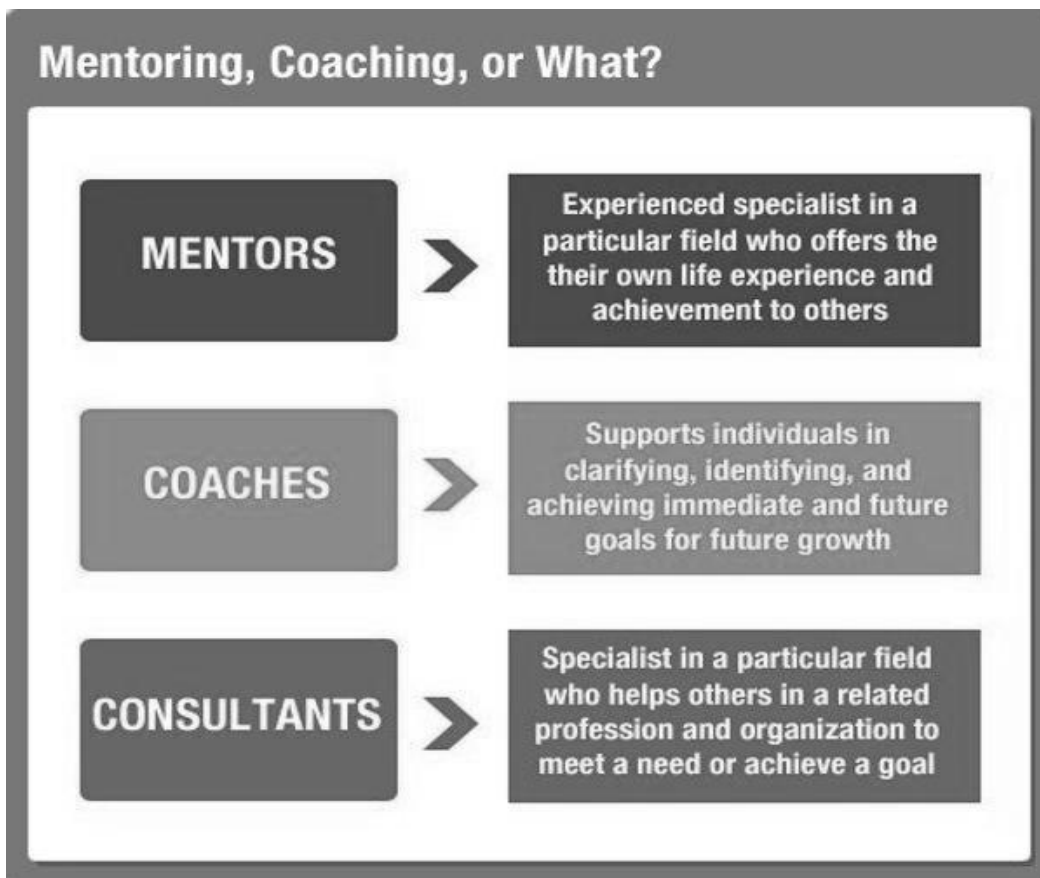 Mentoring, Coaching, or What?
MENTORS
Experienced specialist in a
particular field who offers the
their own life experience and
achievement to others
COACHES
Supports individuals in
clarifying, identifying, and
achieving immediate and future
goals for future growth
CONSULTANTS
Specialist in a particular field
who helps others in a related
profession and organization to
meet a need or achieve a goal